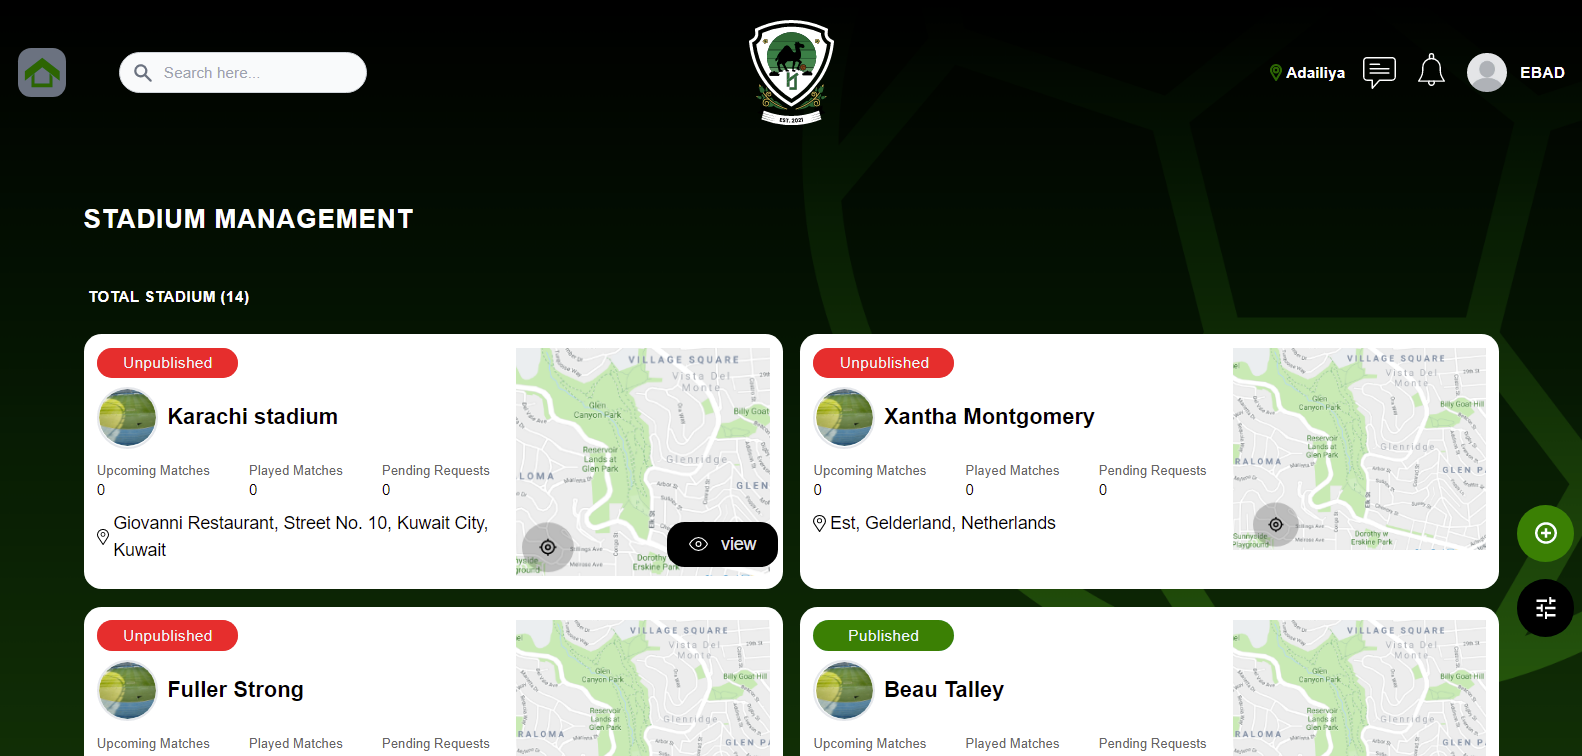 Search here...
EST. 2021
Adailiya
EBAD
STADIUM MANAGEMENT
TOTAL STADIUM (14)
Unpublished
Karachi stadium
Upcoming Matches Played Matches Pending Requests
0 0 0
Giovanni Restaurant, Street No. 10, Kuwait City,
Kuwait
VILLAGE SQUARE
Vista Del
Monte
Glen
Canyon Park
Billy Goat
Reservoir
Lands at
Glen Park
Glenridge
LOMA
GLEN
Dorothy
Erskine Park
view
Unpublished
Xantha Montgomery
Upcoming Matches Played Matches Pending Requests
0 0 0
Est, Gelderland, Netherlands
VILLAGE SQUARE
Vista Del
Monte
Glen
Canyon Park
Billy Goat Hill
Reservoir
Lands at
Glen Park
Glenridge
RALOMA
GLEN P
Sunnyside
Playground
Dorothy w
Erskine Park
Unpublished
Fuller Strong
Upcoming Matches Played Matches Pending Requests
VILLAGE SQUARE
Vista Del
Monte
Glen
Canyon Park
Billy Goat Hill
Reservoir
Lands at
Glen Park
Glenridge
RALOMA
GLEN P
Published
Beau Talley
Upcoming Matches Played Matches Pending Requests
VILLAGE SQUARE
Vista Del
Monte
Glen
Canyon Park
Billy Goat Hill
Reservoir
Lands at
Glen Park
Glenridge
RALOMA
GLEN P